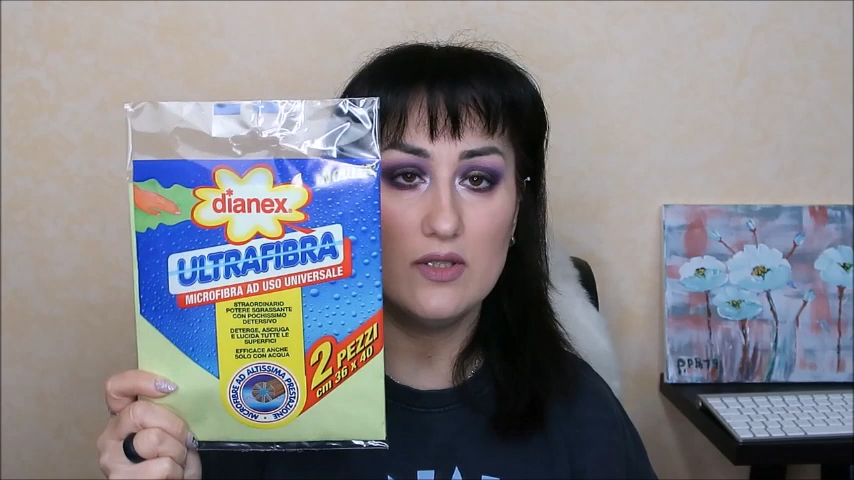 dianex®
ULTRAFIBRA
MICROFIBRA AD USO UNIVERSALE
STRAORDINARIO
POTERE SGRASSANTE
CON POCHISSIMO
DETERSIVO
DETERGE, ASCIUGA
E LUCIDA TUTTE LE
SUPERFICI
EFFICACE ANCHE
SOLO CON ACQUA
2 PEZZI
cm 36 x 40
MICROFIBRE AD ALTISSIMA PRESTAZIONE